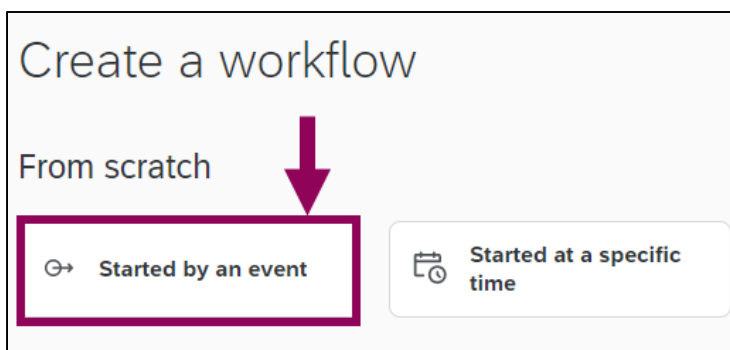 Create a workflow
From scratch
Started by an event
Started at a specific
time